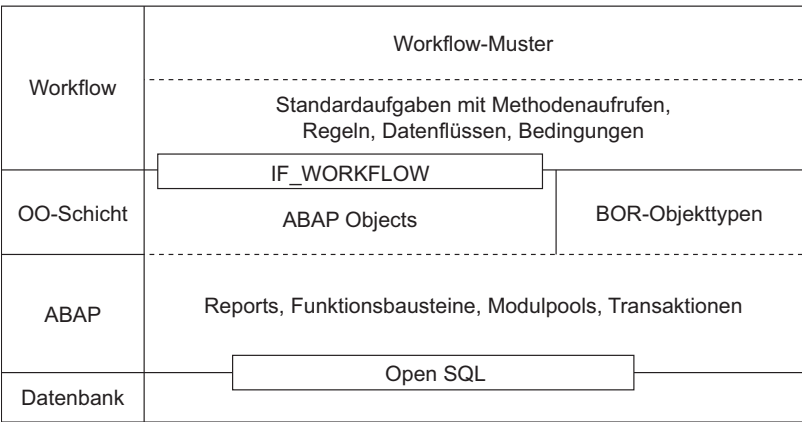 Workflow
Workflow-Muster
Standardaufgaben mit Methodenaufrufen,
Regeln, Datenflüssen, Bedingungen
IF_WORKFLOW
OO-Schicht
ABAP Objects
BOR-Objekttypen
ABAP
Reports, Funktionsbausteine, Modulpools, Transaktionen
Open SQL
Datenbank